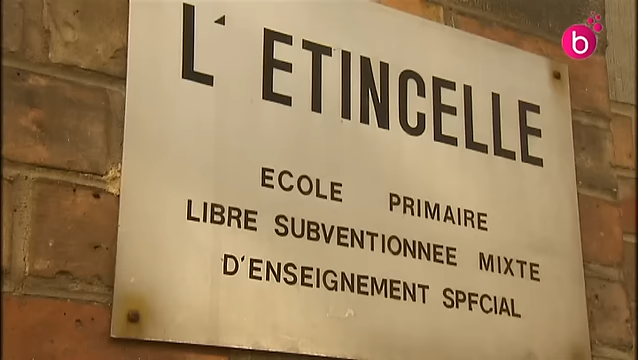 L'ETINCELLE
ECOLE PRIMAIRE
LIBRE SUBVENTIONNEE MIXTE
D'ENSEIGNEMENT SPFCIAL
b